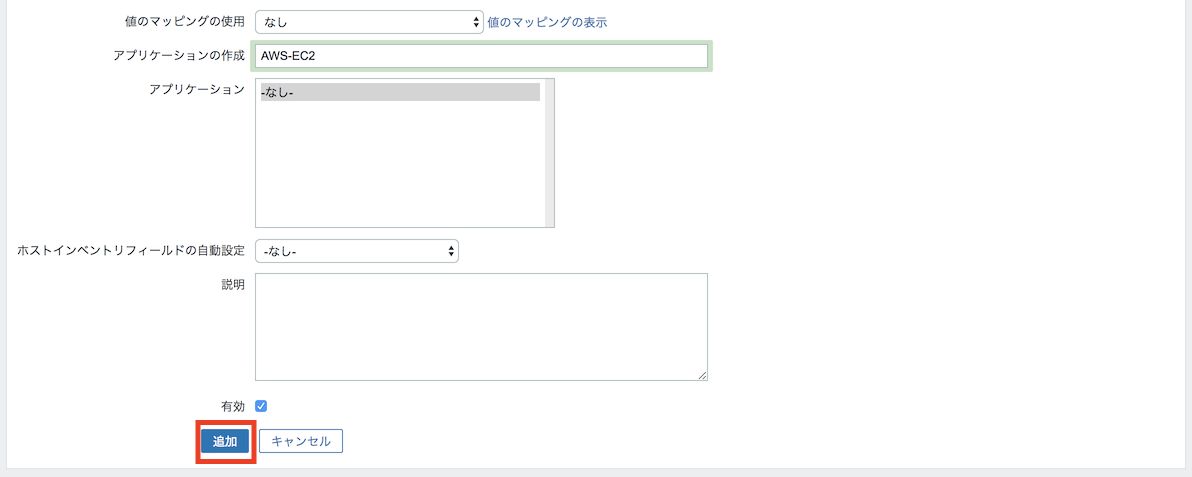 値のマッピングの使用 なし 値のマッピングの表示
アプリケーションの作成 AWS-EC2
アプリケーション -なし-
ホストインベントリフィールドの自動設定 -なし-
説明
有効
追加 キャンセル